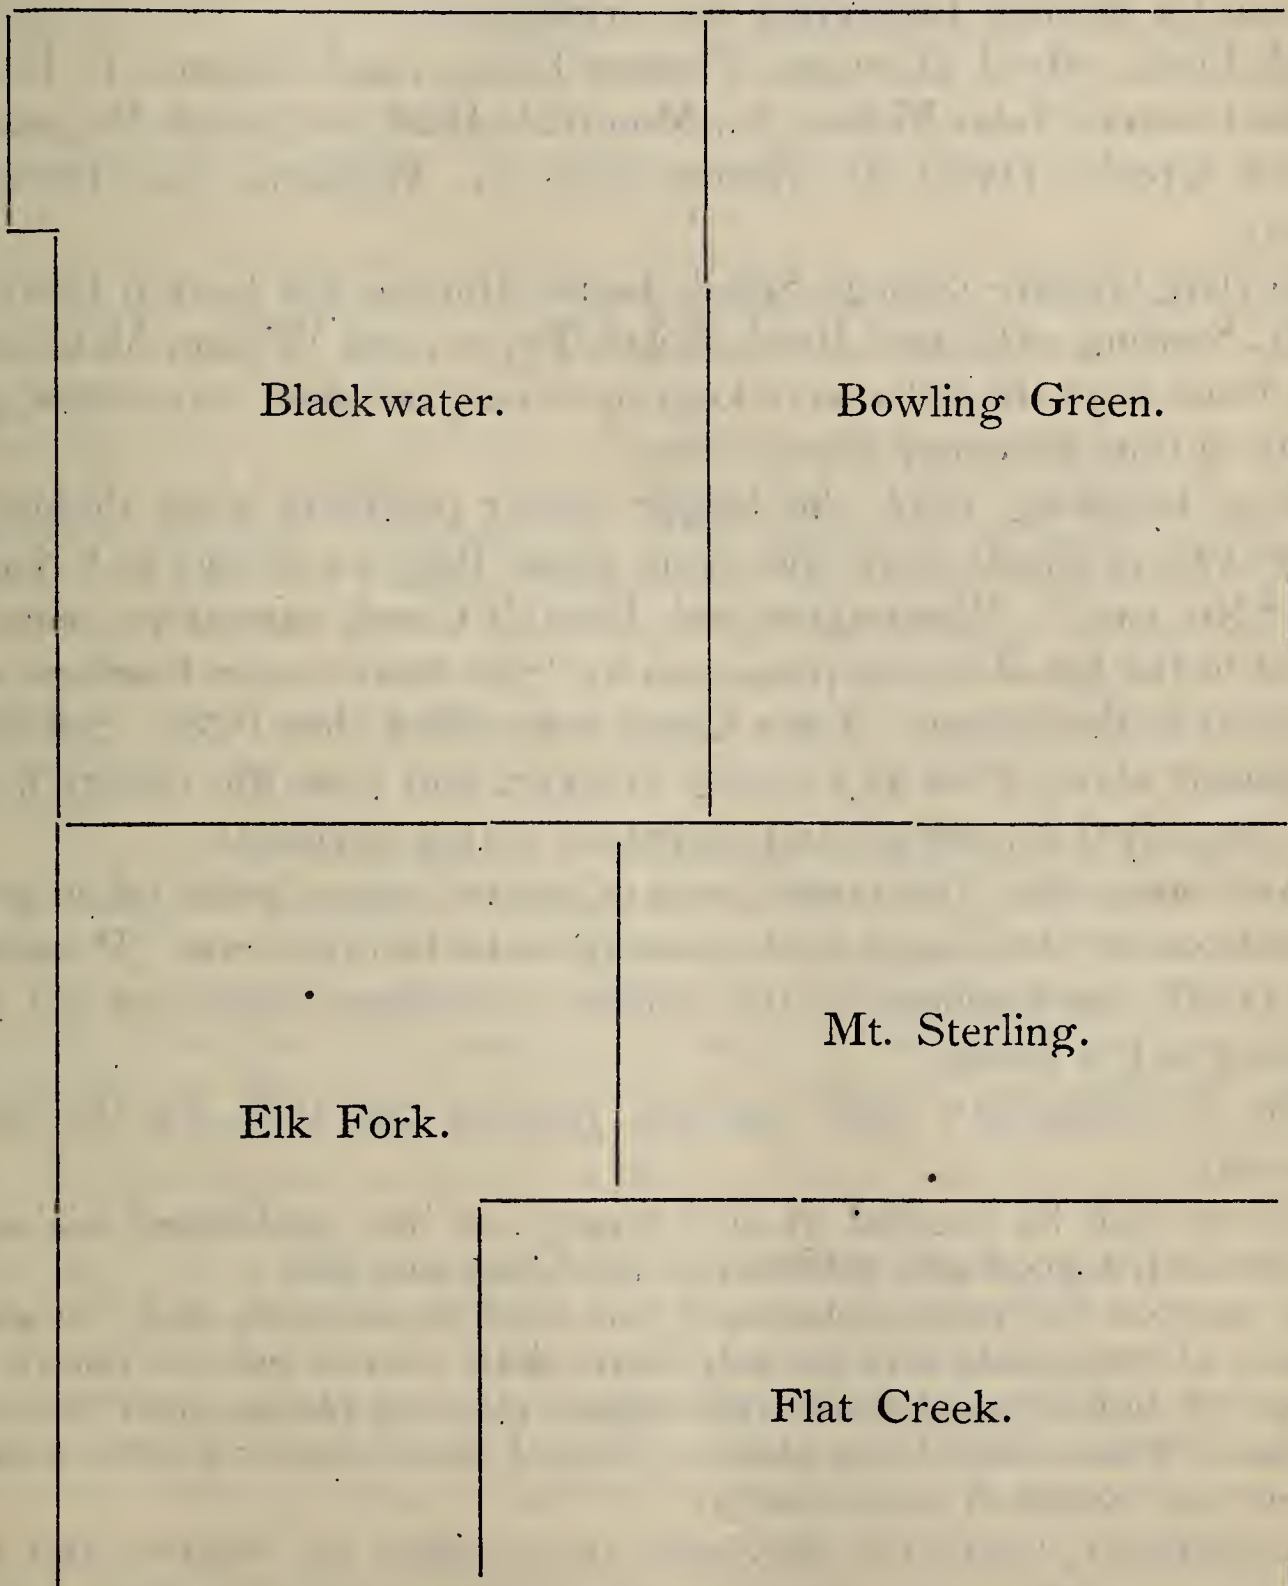 Blackwater.
Bowling Green.
Mt. Sterling.
Elk Fork.
Flat Creek.